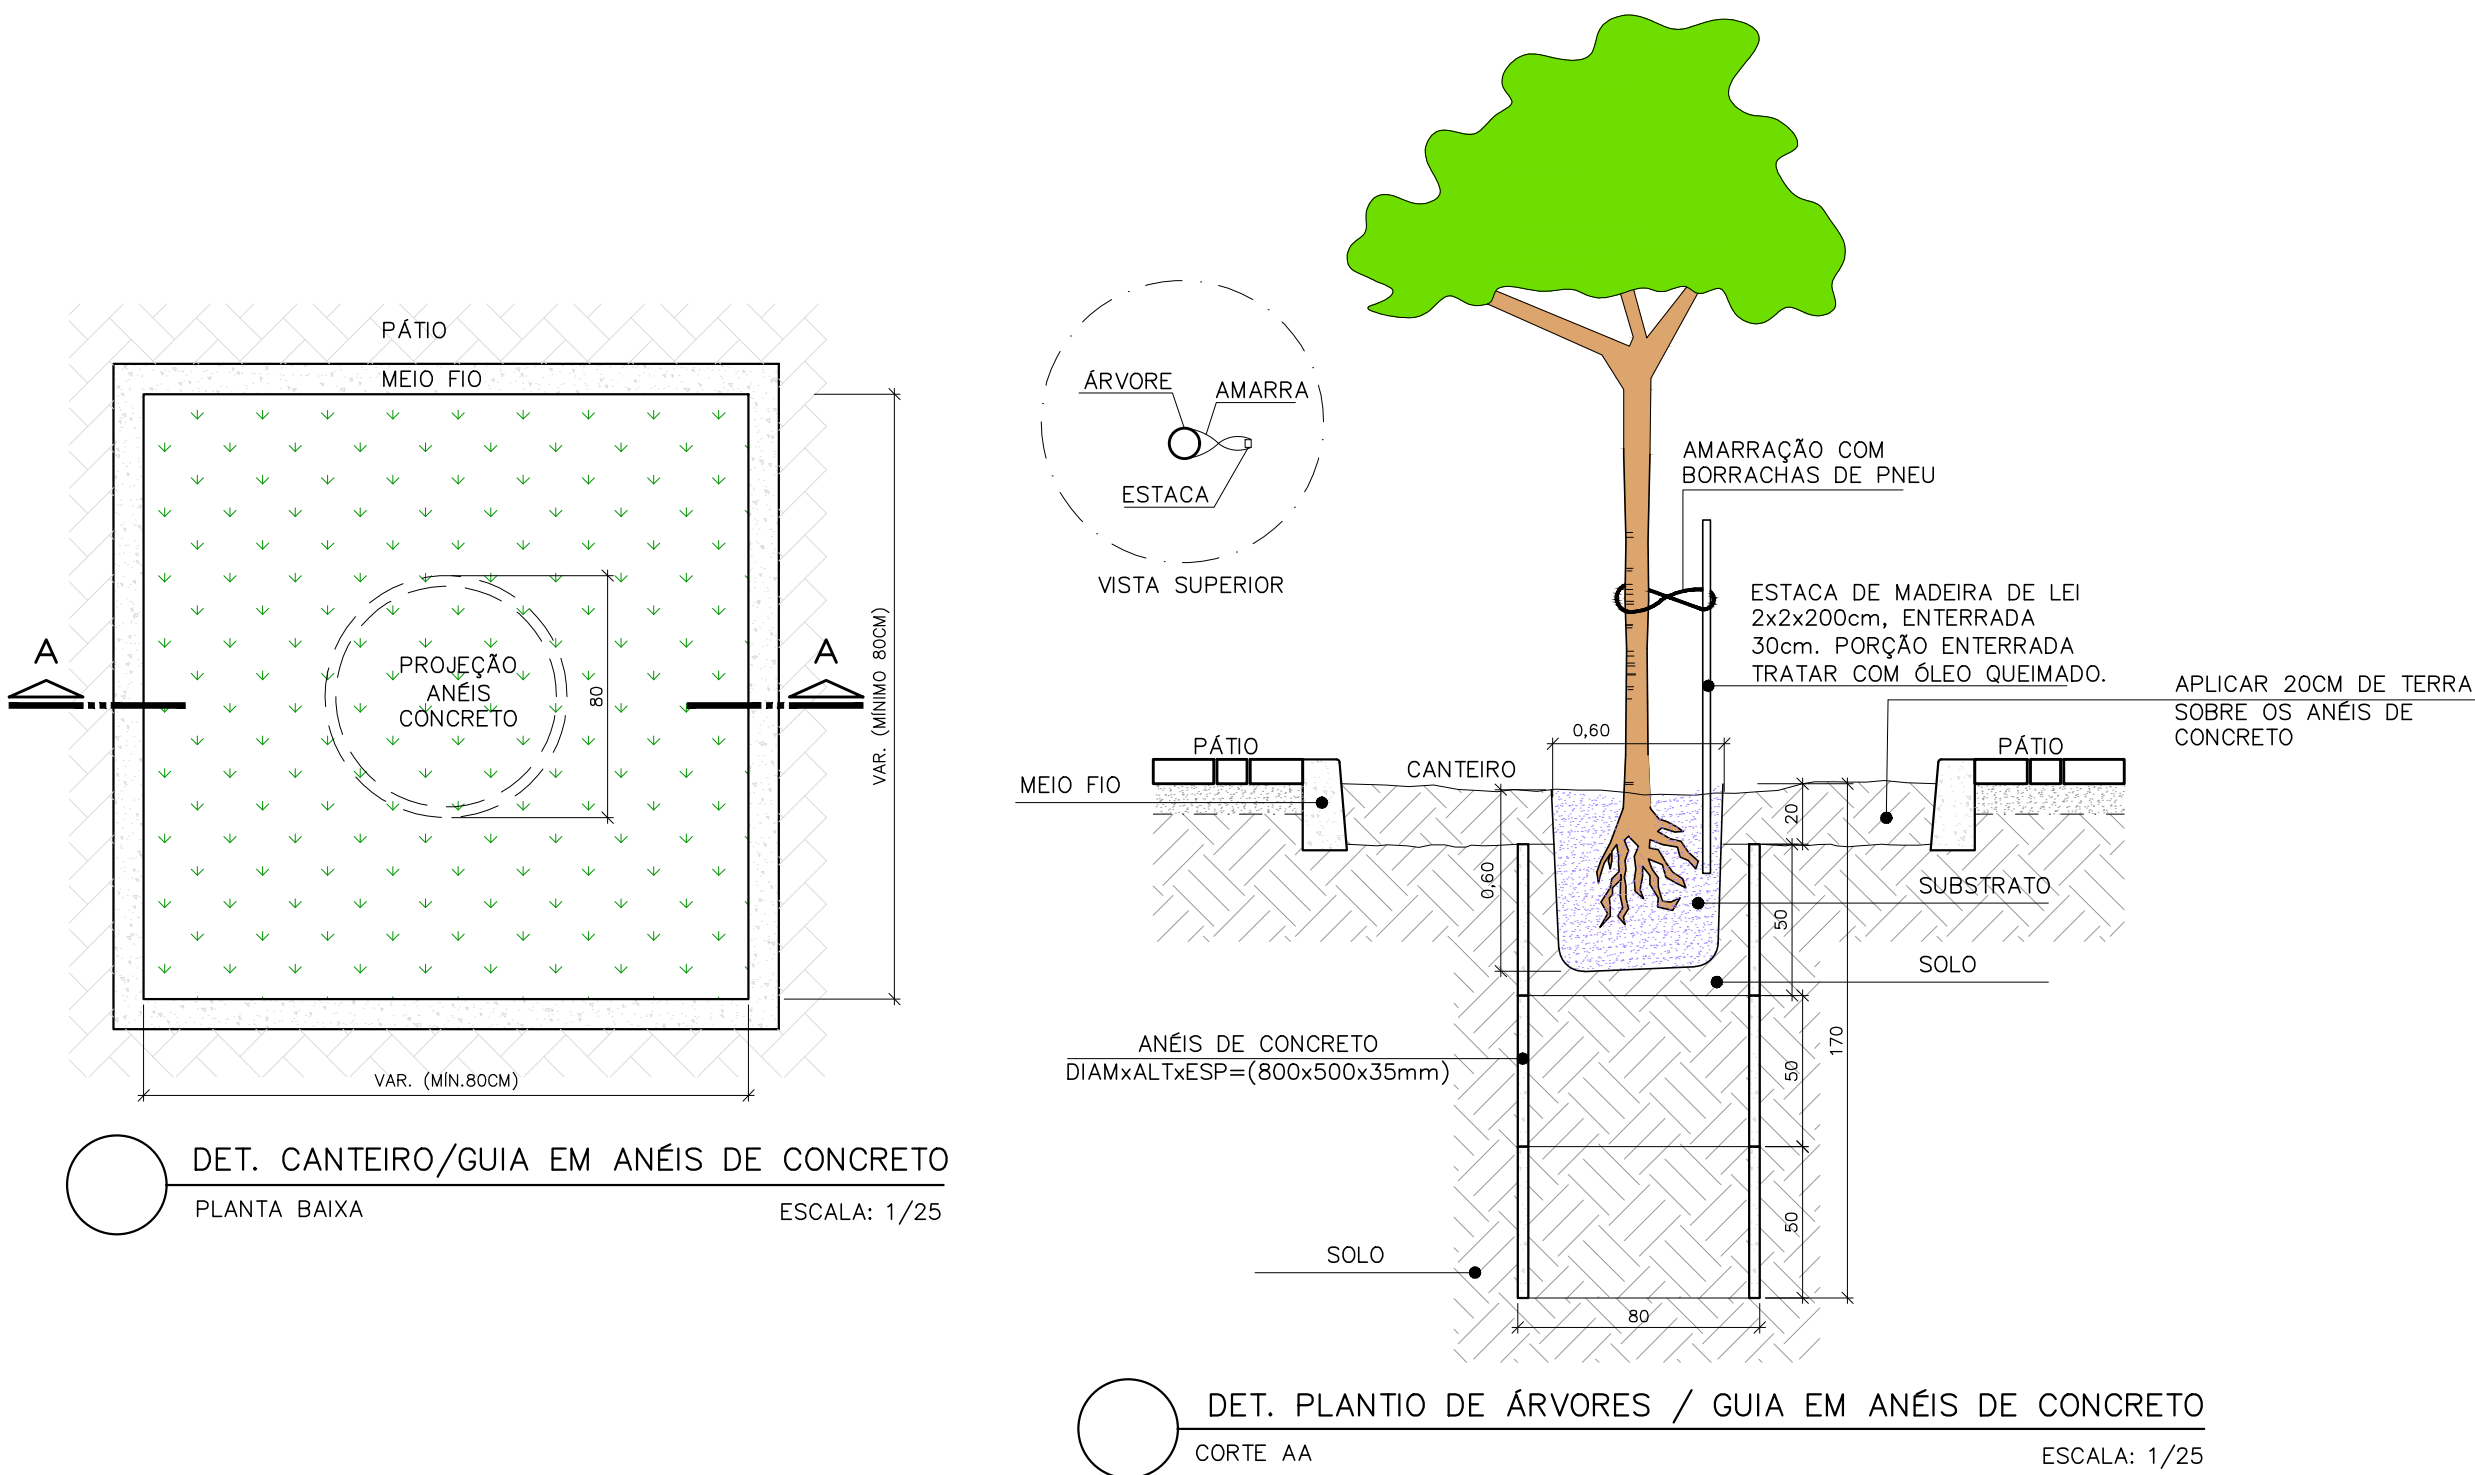 PÁTIO
MEIO FIO
PROJEÇÃO
ANÉIS
CONCRETO
80
VAR. (MÍNIMO 80CM)
A
A
VAR. (MÍN.80CM)
DET. CANTEIRO/GUIA EM ANÉIS DE CONCRETO
PLANTA BAIXA
ESCALA: 1/25
ÁRVORE
AMARRA
ESTACA
VISTA SUPERIOR
AMARRAÇÃO COM
BORRACHAS DE PNEU
ESTACA DE MADEIRA DE LEI
2x2x200cm, ENTERRADA
30cm. PORÇÃO ENTERRADA
TRATAR COM ÓLEO QUEIMADO.
APLICAR 20CM DE TERRA
SOBRE OS ANÉIS DE
CONCRETO
0,60
PÁTIO
PÁTIO
CANTEIRO
MEIO FIO
20
0,60
SUBSTRATO
50
SOLO
ANÉIS DE CONCRETO
DIAMxALTxESP=(800x500x35mm)
50
170
50
SOLO
80
DET. PLANTIO DE ÁRVORES / GUIA EM ANÉIS DE CONCRETO
CORTE AA
ESCALA: 1/25